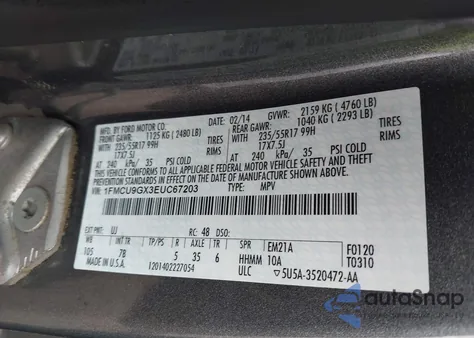 MFD. BY FORD MOTOR CO.
02/14 GVWR: 2159 KG (4760 LB)
FRONT GAWR: 1125 KG (2480 LB) REAR GAWR: 1040 KG (2293 LB)
WITH 235/55R17 99H WITH 235/55R17 99H
17X7.5J 17X7.5J
AT 240 kPa/ 35 PSI COLD AT 240 kPa/ 35 PSI COLD
THIS VEHICLE CONFORMS TO ALL APPLICABLE FEDERAL MOTOR VEHICLE SAFETY AND THEFT
PREVENTION STANDARDS IN EFFECT ON THE DATE OF MANUFACTURE SHOWN ABOVE.
VIN: 1FMCU9GX3EUC67203 TYPE: MPV
EXT PNT: UJ RC: 48 DSO:
WB INT TR TP/PS R AXLE TR SPR EM21A F0120
105 7B 5 35 6 HHMM 10A T0310
MADE IN U.S.A. 1201402227054 ULC 5U5A-3520472-AA
autoSnap